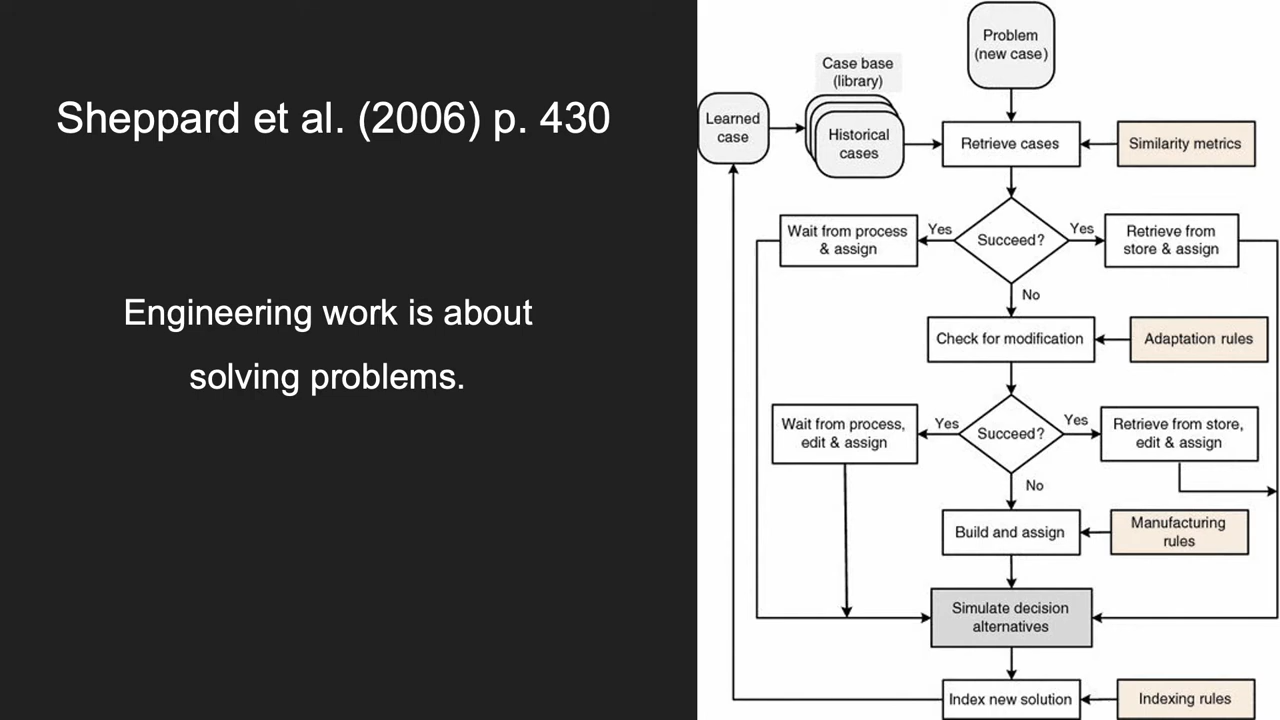 Sheppard et al. (2006) p. 430
Engineering work is about
solving problems.
Problem
(new case)
Case base
(library)
Learned
case
Historical
cases
Retrieve cases
Similarity metrics
Wait from process
& assign
Yes
Succeed?
Yes
Retrieve from
store & assign
No
Check for modification
Adaptation rules
Wait from process,
edit & assign
Yes
Succeed?
Yes
Retrieve from store,
edit & assign
No
Build and assign
Manufacturing
rules
Simulate decision
alternatives
Index new solution
Indexing rules